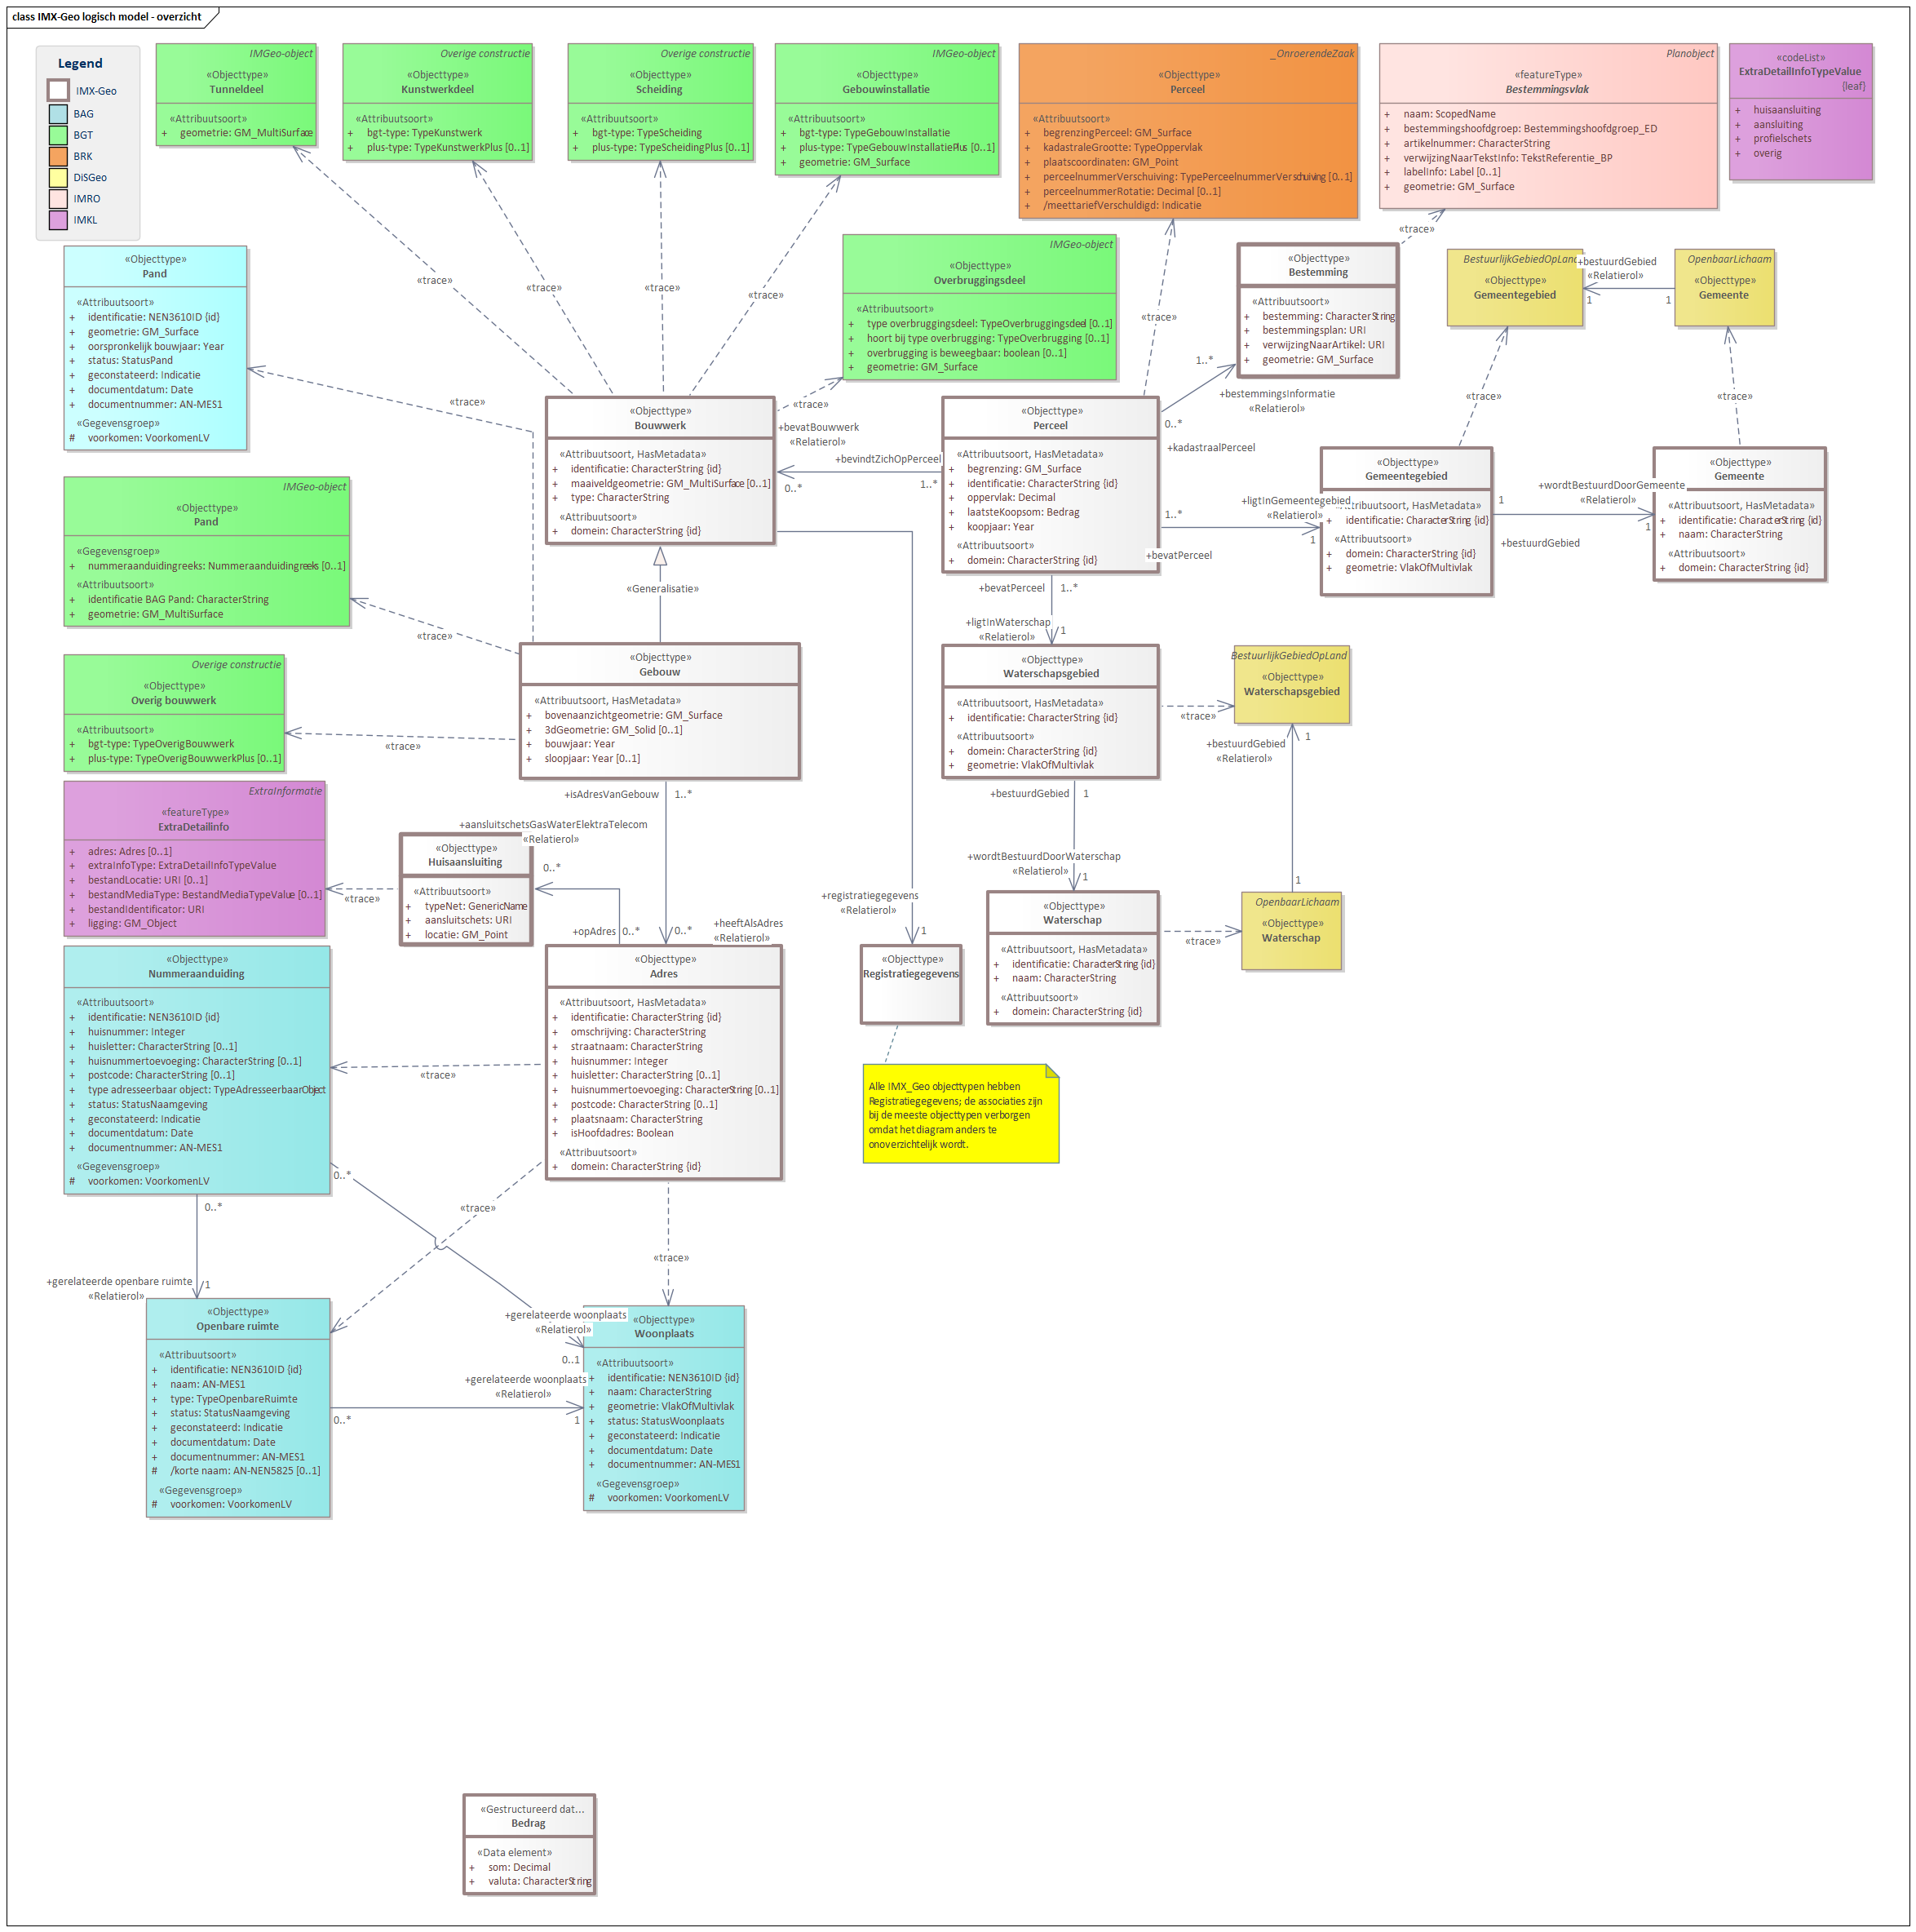 class IMX-Geo logisch model - overzicht
Legend
IMX-Geo
BAG
BGT
BRK
DiSGeo
IMRO
IMKL
IMGeo-object
«Objecttype»
Tunneldeel
«Attribuutsoort»
+ geometrie: GM_MultiSurface
Overige constructie
«Objecttype»
Kunstwerkdeel
«Attribuutsoort»
+ bgt-type: TypeKunstwerk
+ plus-type: TypeKunstwerkPlus [0..1]
Overige constructie
«Objecttype»
Scheiding
«Attribuutsoort»
+ bgt-type: TypeScheiding
+ plus-type: TypeScheidingPlus [0..1]
IMGeo-object
«Objecttype»
Gebouwinstallatie
«Attribuutsoort»
+ bgt-type: TypeGebouwInstallatie
+ plus-type: TypeGebouwInstallatiePlus [0..1]
+ geometrie: GM_Surface
_OnroerendeZaak
«Objecttype»
Perceel
«Attribuutsoort»
+ begrenzingPerceel: GM_Surface
+ kadastraleGrootte: TypeOppervlak
+ plaatscoordinaten: GM_Point
+ perceelnummerVerschuiving: TypePerceelnummerVerschuiving [0..1]
+ perceelnummerRotatie: Decimal [0..1]
+ /meettariefVerschuldigd: Indicatie
Planobject
«featureType»
Bestemmingsvlak
+ naam: ScopedName
+ bestemmingshoofdgroep: Bestemmingshoofdgroep_ED
+ artikelnummer: CharacterString
+ verwijzingNaarTekstInfo: TekstReferentie_BP
+ labelInfo: Label [0..1]
+ geometrie: GM_Surface
«codeList»
ExtraDetailInfoTypeValue
{leaf}
+ huisaansluiting
+ aansluiting
+ profielschets
+ overig
«Objecttype»
Pand
«Attribuutsoort»
+ identificatie: NEN3610ID {id}
+ geometrie: GM_Surface
+ oorspronkelijk bouwjaar: Year
+ status: StatusPand
+ geconstateerd: Indicatie
+ documentdatum: Date
+ documentnummer: AN-MES1
«Gegevensgroep»
# voorkomen: VoorkomenLV
«trace»
«trace»
«trace»
«trace»
«trace»
IMGeo-object
«Objecttype»
Overbruggingsdeel
«Attribuutsoort»
+ type overbruggingsdeel: TypeOverbruggingsdeel [0..1]
+ hoort bij type overbrugging: TypeOverbrugging [0..1]
+ overbrugging is beweegbaar: boolean [0..1]
+ geometrie: GM_Surface
«trace»
«trace»
«Objecttype»
Bestemming
«Attribuutsoort»
+ bestemming: CharacterString
+ bestemmingsplan: URI
+ verwijzingNaarArtikel: URI
+ geometrie: GM_Surface
«trace»
BestuurlijkGebiedOpLand
«Objecttype»
Gemeentegebied
+bestuurdGebied
«Relatierol»
1
1
OpenbaarLichaam
«Objecttype»
Gemeente
«trace»
«trace»
IMGeo-object
«Objecttype»
Pand
«Gegevensgroep»
+ nummeraanduidingreeks: Nummeraanduidingreeks [0..1]
«Attribuutsoort»
+ identificatie BAG Pand: CharacterString
+ geometrie: GM_MultiSurface
«trace»
«Objecttype»
Bouwwerk
«Attribuutsoort, HasMetadata»
+ identificatie: CharacterString {id}
+ maaiveldgeometrie: GM_MultiSurface [0..1]
+ type: CharacterString
«Attribuutsoort»
+ domein: CharacterString {id}
+bevatBouwwerk
«Relatierol»
+bevindtZichOpPerceel
0..*
1..*
«Objecttype»
Perceel
«Attribuutsoort, HasMetadata»
+ begrenzing: GM_Surface
+ identificatie: CharacterString {id}
+ oppervlak: Decimal
+ laatsteKoopsom: Bedrag
+ koopjaar: Year
«Attribuutsoort»
+ domein: CharacterString {id}
1..*
+bestemmingsInformatie
«Relatierol»
0..*
+kadastraalPerceel
+ligtInGemeentegebied
«Relatierol»
1..*
1
+bevatPerceel
«Objecttype»
Gemeentegebied
«Attribuutsoort, HasMetadata»
+ identificatie: CharacterString {id}
«Attribuutsoort»
+ domein: CharacterString {id}
+ geometrie: VlakOfMultivlak
+wordtBestuurdDoorGemeente
«Relatierol»
1
1
+bestuurdGebied
«Objecttype»
Gemeente
«Attribuutsoort, HasMetadata»
+ identificatie: CharacterString {id}
+ naam: CharacterString
«Attribuutsoort»
+ domein: CharacterString {id}
«Generalisatie»
+bevatPerceel
1..*
+ligtInWaterschap
«Relatierol»
1
Overige constructie
«Objecttype»
Overig bouwwerk
«Attribuutsoort»
+ bgt-type: TypeOverigBouwwerk
+ plus-type: TypeOverigBouwwerkPlus [0..1]
«trace»
«Objecttype»
Gebouw
«Attribuutsoort, HasMetadata»
+ bovenaanzichtgeometrie: GM_Surface
+ 3dGeometrie: GM_Solid [0..1]
+ bouwjaar: Year
+ sloopjaar: Year [0..1]
«Objecttype»
Waterschapsgebied
«Attribuutsoort, HasMetadata»
+ identificatie: CharacterString {id}
«Attribuutsoort»
+ domein: CharacterString {id}
+ geometrie: VlakOfMultivlak
«trace»
BestuurlijkGebiedOpLand
«Objecttype»
Waterschapsgebied
+bestuurdGebied
«Relatierol»
1
1
+bestuurdGebied
1
+wordtBestuurdDoorWaterschap
«Relatierol»
1
ExtraInformatie
«featureType»
ExtraDetailinfo
+ adres: Adres [0..1]
+ extraInfoType: ExtraDetailInfoTypeValue
+ bestandLocatie: URI [0..1]
+ bestandMediaType: BestandMediaTypeValue [0..1]
+ bestandIdentificator: URI
+ ligging: GM_Object
«trace»
«Objecttype»
Huisaansluiting
«Attribuutsoort»
+ typeNet: GenericName
+ aansluitschets: URI
+ locatie: GM_Point
+isAdresVanGebouw
1..*
+aansluitschetsGasWaterElektraTelecom
«Relatierol»
0..*
+opAdres
0..*
0..*
+heeftAlsAdres
«Relatierol»
+registratiegegevens
«Relatierol»
1
«Objecttype»
Registratiegegevens
«Objecttype»
Waterschap
«Attribuutsoort, HasMetadata»
+ identificatie: CharacterString {id}
+ naam: CharacterString
«Attribuutsoort»
+ domein: CharacterString {id}
«trace»
OpenbaarLichaam
«Objecttype»
Waterschap
«Objecttype»
Nummeraanduiding
«Attribuutsoort»
+ identificatie: NEN3610ID {id}
+ huisnummer: Integer
+ huisletter: CharacterString [0..1]
+ huisnummertoevoeging: CharacterString [0..1]
+ postcode: CharacterString [0..1]
+ type adresseerbaar object: TypeAdresseerbaarObject
+ status: StatusNaamgeving
+ geconstateerd: Indicatie
+ documentdatum: Date
+ documentnummer: AN-MES1
«Gegevensgroep»
# voorkomen: VoorkomenLV
«trace»
«Objecttype»
Adres
«Attribuutsoort, HasMetadata»
+ identificatie: CharacterString {id}
+ omschrijving: CharacterString
+ straatnaam: CharacterString
+ huisnummer: Integer
+ huisletter: CharacterString [0..1]
+ huisnummertoevoeging: CharacterString [0..1]
+ postcode: CharacterString [0..1]
+ plaatsnaam: CharacterString
+ isHoofdadres: Boolean
«Attribuutsoort»
+ domein: CharacterString {id}
Alle IMX_Geo objecttypen hebben
Registratiegegevens; de associaties zijn
bij de meeste objecttypen verborgen
omdat het diagram anders te
onoverzichtelijk wordt.
0..*
0..*
«trace»
«trace»
+gerelateerde openbare ruimte
«Relatierol»
1
+gerelateerde woonplaats
«Relatierol»
0..1
«Objecttype»
Openbare ruimte
«Attribuutsoort»
+ identificatie: NEN3610ID {id}
+ naam: AN-MES1
+ type: TypeOpenbareRuimte
+ status: StatusNaamgeving
+ geconstateerd: Indicatie
+ documentdatum: Date
+ documentnummer: AN-MES1
# /korte naam: AN-NEN5825 [0..1]
«Gegevensgroep»
# voorkomen: VoorkomenLV
+gerelateerde woonplaats
«Relatierol»
0..*
1
«Objecttype»
Woonplaats
«Attribuutsoort»
+ identificatie: NEN3610ID {id}
+ naam: CharacterString
+ geometrie: VlakOfMultivlak
+ status: StatusWoonplaats
+ geconstateerd: Indicatie
+ documentdatum: Date
+ documentnummer: AN-MES1
«Gegevensgroep»
# voorkomen: VoorkomenLV
«Gestructureerd dat...
Bedrag
«Data element»
+ som: Decimal
+ valuta: CharacterString